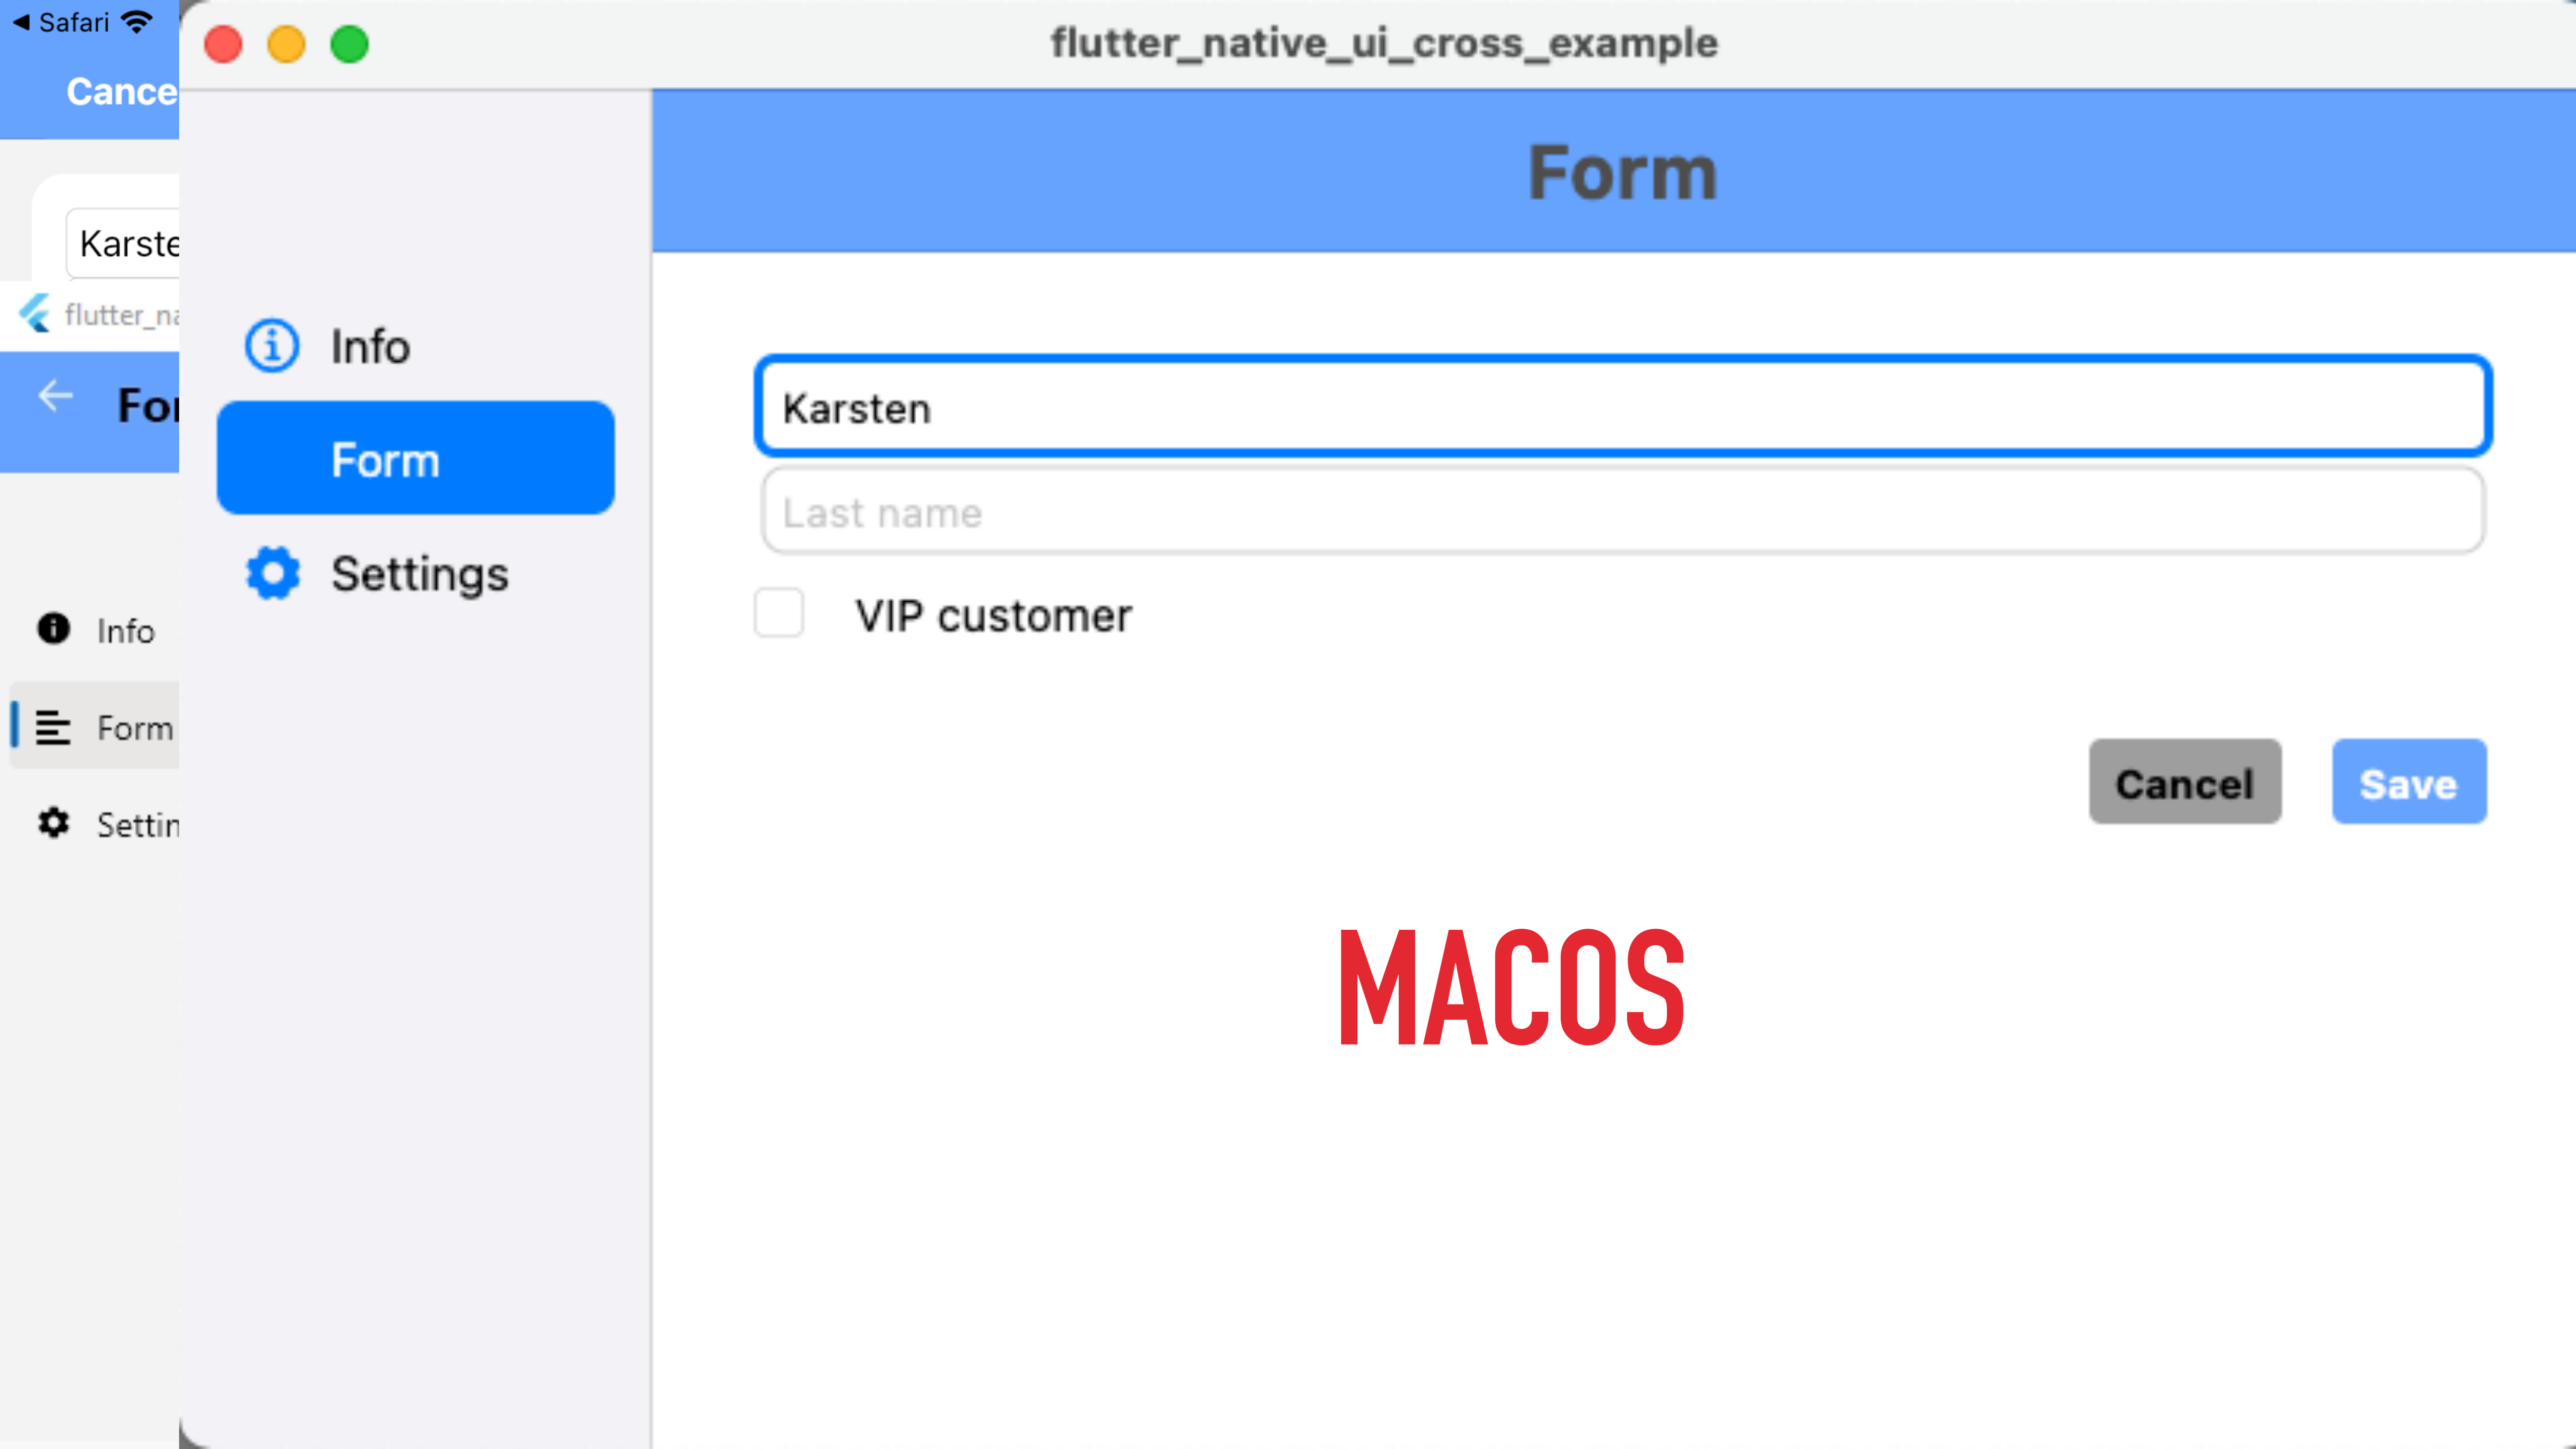 Safari
Cance
Karste
flutter_na
For
Info
Form
Settin
flutter_native_ui_cross_example
Info
Form
Settings
Form
Karsten
Last name
VIP customer
Cancel
Save
MACOS